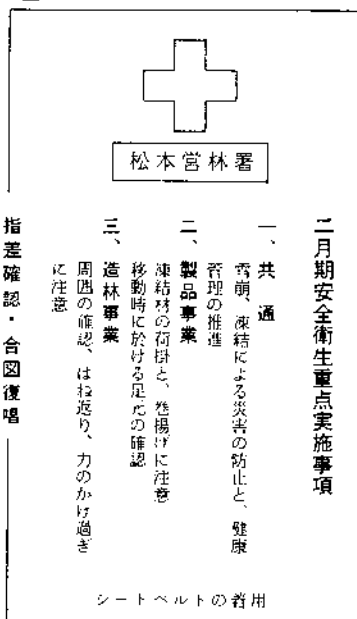 松本営林署
二月期安全衛生重点実施事項
一、共通
雪崩、凍結による災害の防止と、健康
管理の推進
二、製品事業
凍結材の荷掛と、巻揚げに注意
移動時に於ける足元の確認
三、造林事業
周囲の確認、はね返り、力のかけ過ぎ
に注意
指差確認・合図復唱
シートベルトの着用